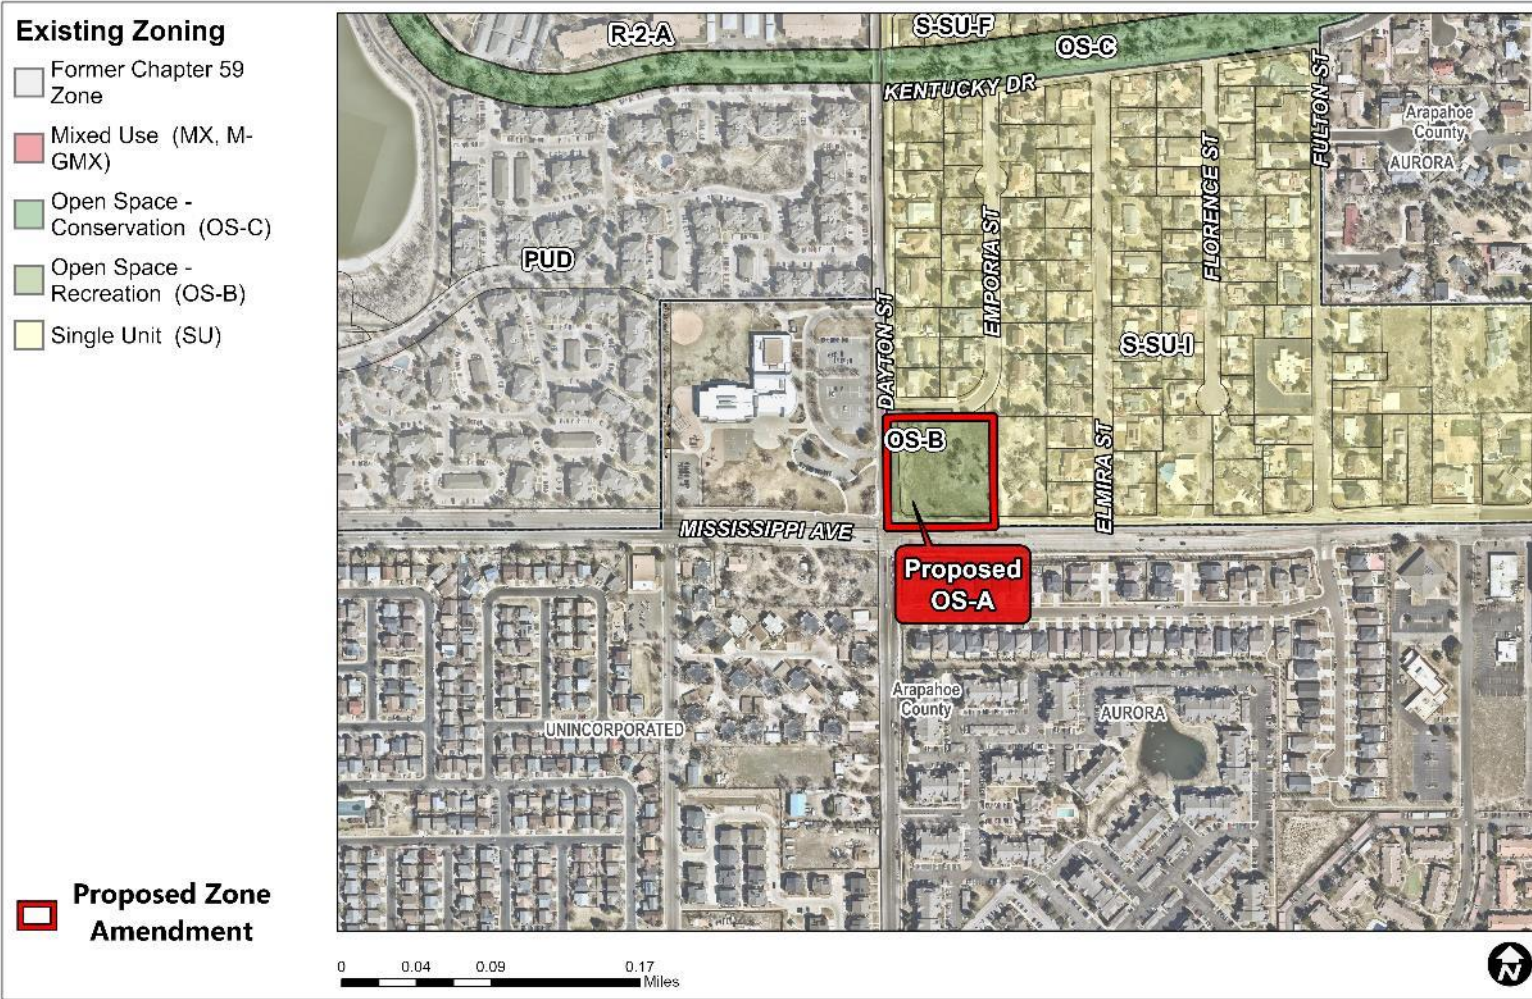 Existing Zoning
Former Chapter 59
Zone
Mixed Use (MX, M-
GMX)
Open Space -
Conservation (OS-C)
Open Space -
Recreation (OS-B)
Single Unit (SU)
Proposed Zone
Amendment
R-2-A
S-SU-F
OS-C
KENTUCKY DR
FULTON ST
Arapahoe
County
AURORA
FLORENCE ST
EMPORIA ST
PUD
DAYTON ST
S-SU-I
OS-B
ELMIRA ST
MISSISSIPPI AVE
Proposed
OS-A
Arapahoe
County
AURORA
UNINCORPORATED
0 0.04 0.09 0.17
Miles
N